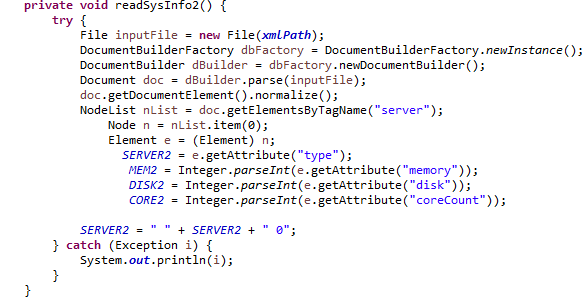 private void readSysInfo2() {
try {
File inputFile = new File(xmlPath);
DocumentBuilderFactory dbFactory = DocumentBuilderFactory.newInstance();
DocumentBuilder dBuilder = dbFactory.newDocumentBuilder();
Document doc = dBuilder.parse(inputFile);
doc.getDocumentElement().normalize();
NodeList nList = doc.getElementsByTagName("server");
Node n = nList.item(0);
Element e = (Element) n;
SERVER2 = e.getAttribute("type");
MEM2 = Integer.parseInt(e.getAttribute("memory"));
DISK2 = Integer.parseInt(e.getAttribute("disk"));
CORE2 = Integer.parseInt(e.getAttribute("coreCount"));
SERVER2 = " " + SERVER2 + " 0";
} catch (Exception i) {
System.out.println(i);
}
}